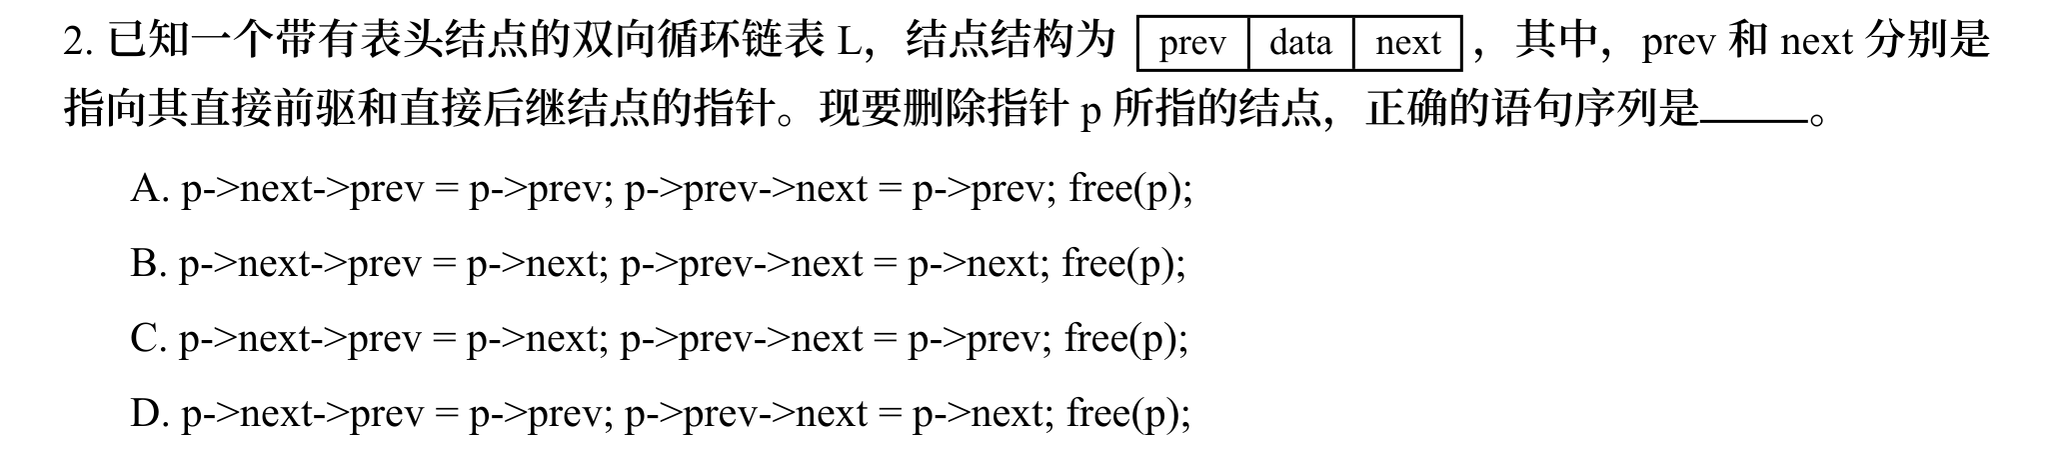 2. 已知一个带有表头结点的双向循环链表 L，结点结构为 prev data next ，其中，prev 和 next 分别是
指向其直接前驱和直接后继结点的指针。现要删除指针 p 所指的结点，正确的语句序列是_____。
A. p->next->prev = p->prev; p->prev->next = p->prev; free(p);
B. p->next->prev = p->next; p->prev->next = p->next; free(p);
C. p->next->prev = p->next; p->prev->next = p->prev; free(p);
D. p->next->prev = p->prev; p->prev->next = p->next; free(p);